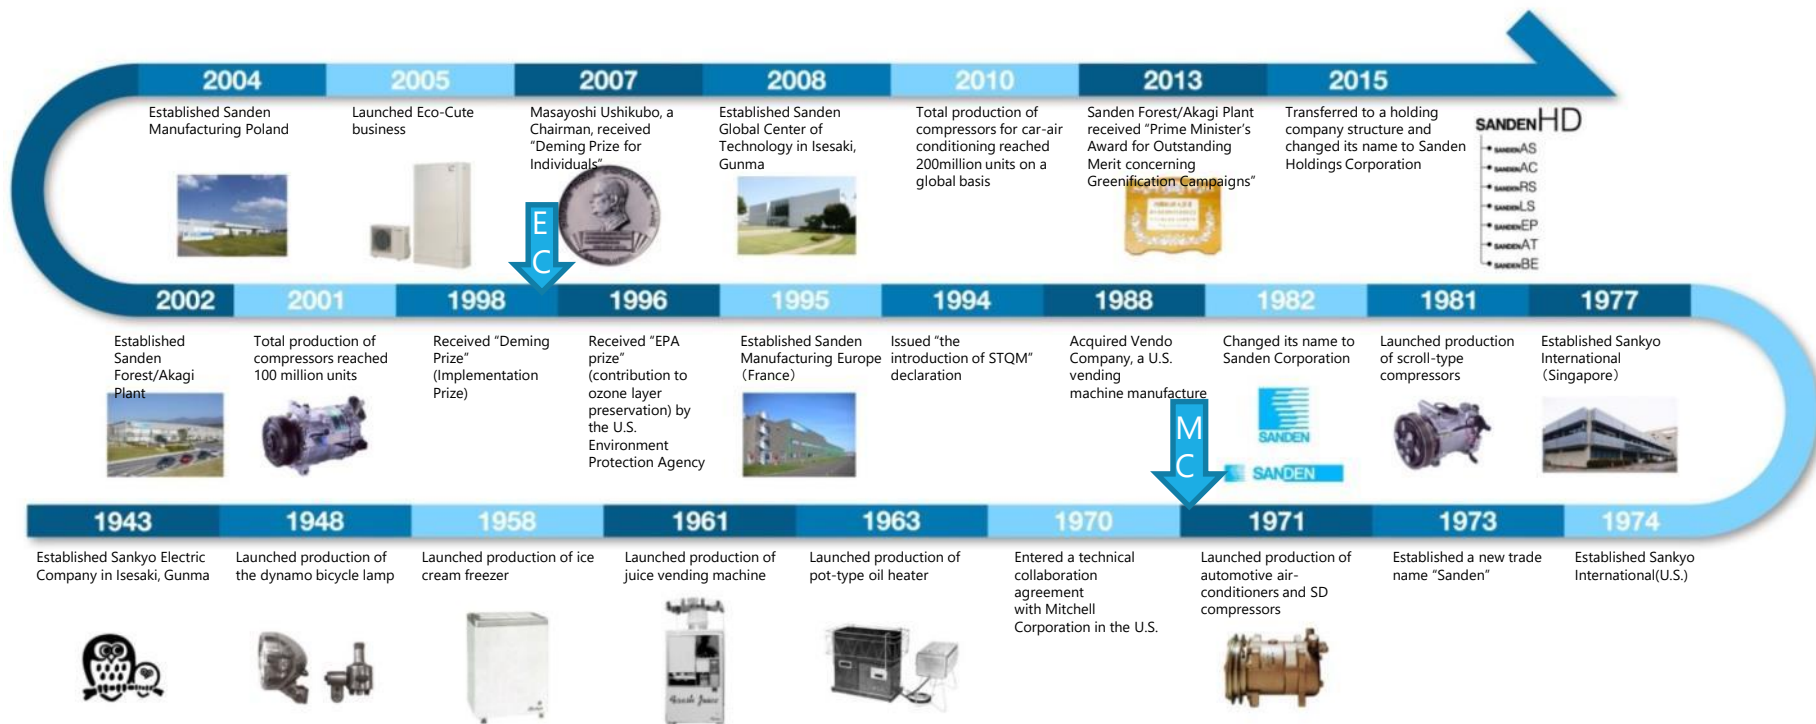 2004
2005
2007
2008
2010
2013
2015
Established Sanden
Manufacturing Poland
Launched Eco-Cute
business
Masayoshi Ushikubo, a
Chairman, received
“Deming Prize for
Individuals”
Established Sanden
Global Center of
Technology in Isesaki,
Gunma
Total production of
compressors for car-air
conditioning reached
200million units on a
global basis
Sanden Forest/Akagi Plant
received “Prime Minister’s
Award for Outstanding
Merit concerning
Greenification Campaigns”
Transferred to a holding
company structure and
changed its name to Sanden
Holdings Corporation
SANDENHD
SANDENAS
SANDENAC
SANDENRS
SANDENLS
SANDENEP
SANDENAT
SANDENBE
E
C
2002
2001
1998
1996
1995
1994
1988
1982
1981
1977
Established
Sanden
Forest/Akagi
Plant
Total production of
compressors reached
100 million units
Received “Deming
Prize”
(Implementation
Prize)
Received “EPA
prize”
(contribution to
ozone layer
preservation) by
the U.S.
Environment
Protection Agency
Established Sanden
Manufacturing Europe
（France）
Issued “the
introduction of STQM”
declaration
Acquired Vendo
Company, a U.S.
vending
machine manufacture
Changed its name to
Sanden Corporation
SANDEN
SANDEN
Launched production
of scroll-type
compressors
Established Sankyo
International
（Singapore）
M
C
1943
1948
1958
1961
1963
1970
1971
1973
1974
Established Sankyo Electric
Company in Isesaki, Gunma
Launched production of
the dynamo bicycle lamp
Launched production of ice
cream freezer
Launched production of
juice vending machine
Fresh Juice
Launched production of
pot-type oil heater
Entered a technical
collaboration
agreement
with Mitchell
Corporation in the U.S.
Launched production of
automotive air-
conditioners and SD
compressors
Established a new trade
name “Sanden”
Established Sankyo
International(U.S.)